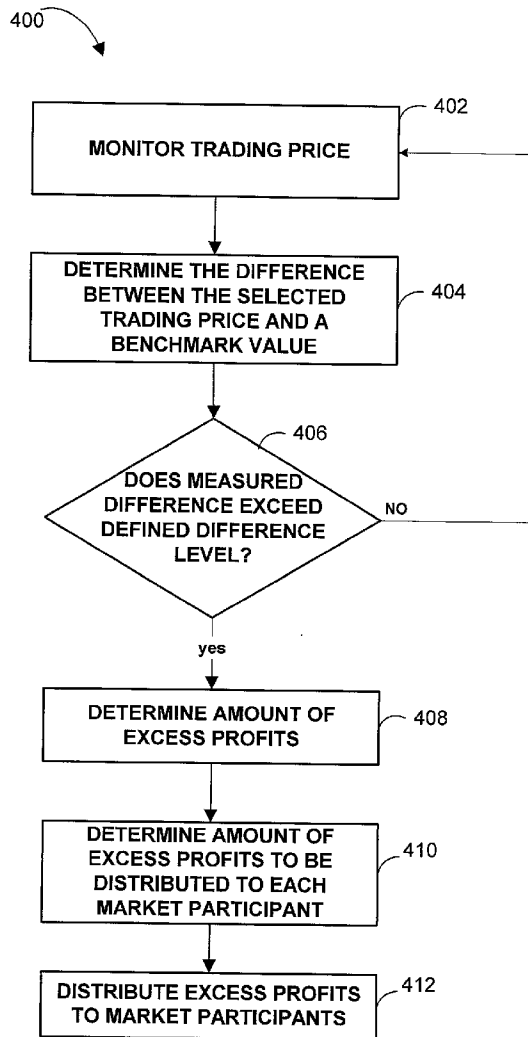 400
402
MONITOR TRADING PRICE
DETERMINE THE DIFFERENCE
BETWEEN THE SELECTED
TRADING PRICE AND A
BENCHMARK VALUE
404
406
DOES MEASURED
DIFFERENCE EXCEED
DEFINED DIFFERENCE
LEVEL?
NO
yes
DETERMINE AMOUNT OF
EXCESS PROFITS
408
DETERMINE AMOUNT OF
EXCESS PROFITS TO BE
DISTRIBUTED TO EACH
MARKET PARTICIPANT
410
DISTRIBUTE EXCESS PROFITS
TO MARKET PARTICIPANTS
412